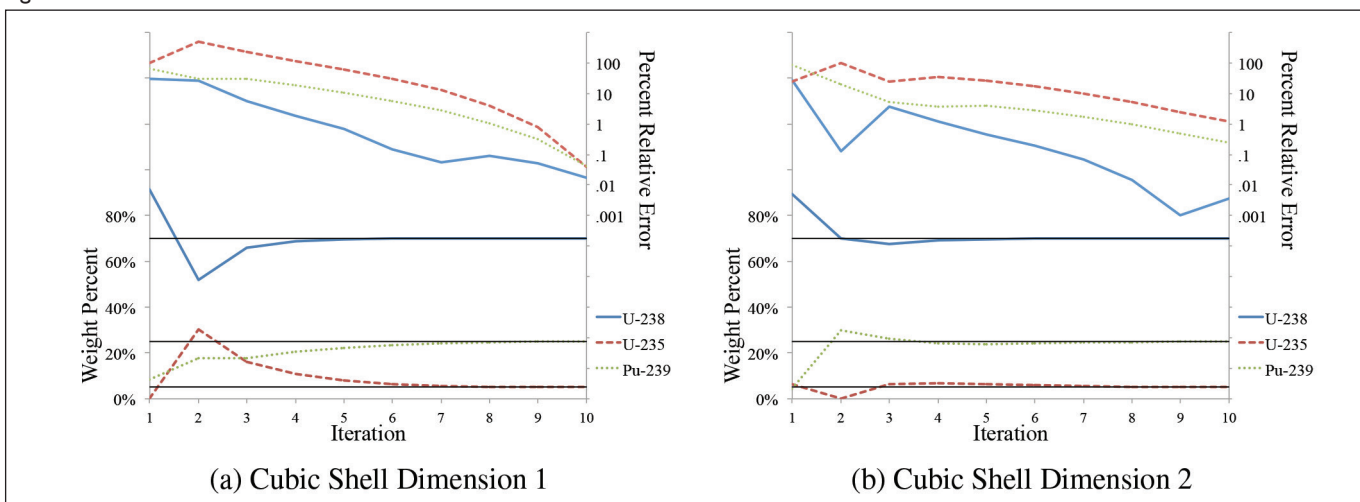 100
10
1
.1
.01
.001
Percent Relative Error
80%
60%
40%
20%
0%
Weight Percent
U-238
U-235
Pu-239
1 2 3 4 5 6 7 8 9 10
Iteration
(a) Cubic Shell Dimension 1
100
10
1
.1
.01
.001
Percent Relative Error
80%
60%
40%
20%
0%
Weight Percent
U-238
U-235
Pu-239
1 2 3 4 5 6 7 8 9 10
Iteration
(b) Cubic Shell Dimension 2